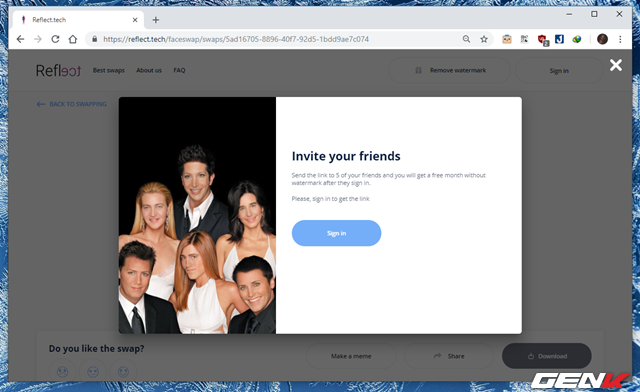 Reflect.tech
https://reflect.tech/faceswap/swaps/5ad16705-8896-40f7-92d5-1bdd9ae7c074
Reflect
Best swaps
About us
FAQ
Remove watermark
Sign in
BACK TO SWAPPING
Invite your friends
Send the link to 5 of your friends and you will get a free month without
watermark after they sign in.
Please, sign in to get the link
Sign in
Do you like the swap?
Make a meme
Share
Download
GENK